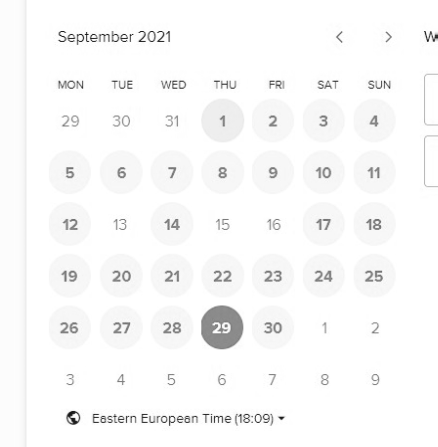 September 2021 < > W
MON TUE WED THU FRI SAT SUN
29 30 31 1 2 3 4
5 6 7 8 9 10 11
12 13 14 15 16 17 18
19 20 21 22 23 24 25
26 27 28 29 30 1 2
3 4 5 6 7 8 9
Eastern European Time (18:09)